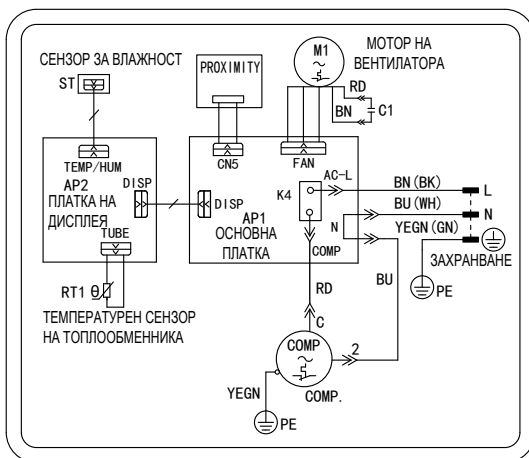 СЕНЗОР ЗА ВЛАЖНОСТ
ST
PROXIMITY
M1
МОТОР НА
ВЕНТИЛАТОРА
RD
BN
C1
TEMP/HUM
AP2
ПЛАТКА НА
ДИСПЛЕЯ
DISP
TUBE
CN5
FAN
DISP
AP1
ОСНОВНА
ПЛАТКА
K4
AC-L
N
COMP
BN(BK)
L
BU(WH)
N
YEGN(GN)
ЗАХРАНВАНЕ
PE
RT1 θ
ТЕМПЕРАТУРЕН СЕНЗОР
НА ТОПЛООБМЕННИКА
RD
BU
C
COMP
2
YEGN
COMP.
PE